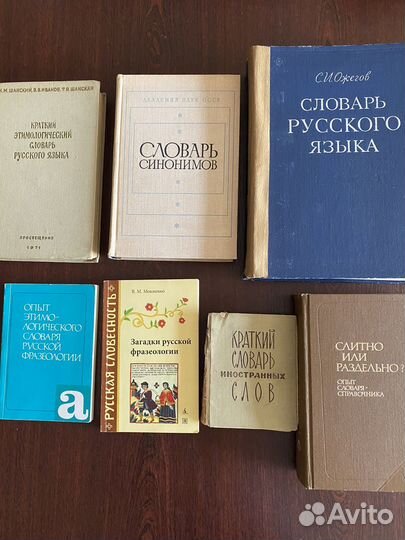 Н.М. ШАНСКИЙ, В.В. ИВАНОВ, Т.В. ШАНСКАЯ
КРАТКИЙ
ЭТИМОЛОГИЧЕСКИЙ
СЛОВАРЬ
РУССКОГО ЯЗЫКА
ПРОСВЕЩЕНИЕ
1971
АКАДЕМИЯ НАУК СССР
СЛОВАРЬ
СИНОНИМОВ
С.И. Ожегов
СЛОВАРЬ
РУССКОГО
ЯЗЫКА
ОПЫТ
ЭТИМО-
ЛОГИЧЕСКОГО
СЛОВАРЯ
РУССКОЙ
ФРАЗЕОЛОГИИ
а
РУССКАЯ СЛОВЕСНОСТЬ
В. М. Мокиенко
Загадки русской
фразеологии
КРАТКИЙ
СЛОВАРЬ
ИНОСТРАННЫХ
СЛОВ
СЛИТНО
ИЛИ
РАЗДЕЛЬНО?
ОПЫТ
СЛОВАРЯ-
СПРАВОЧНИКА
Avito